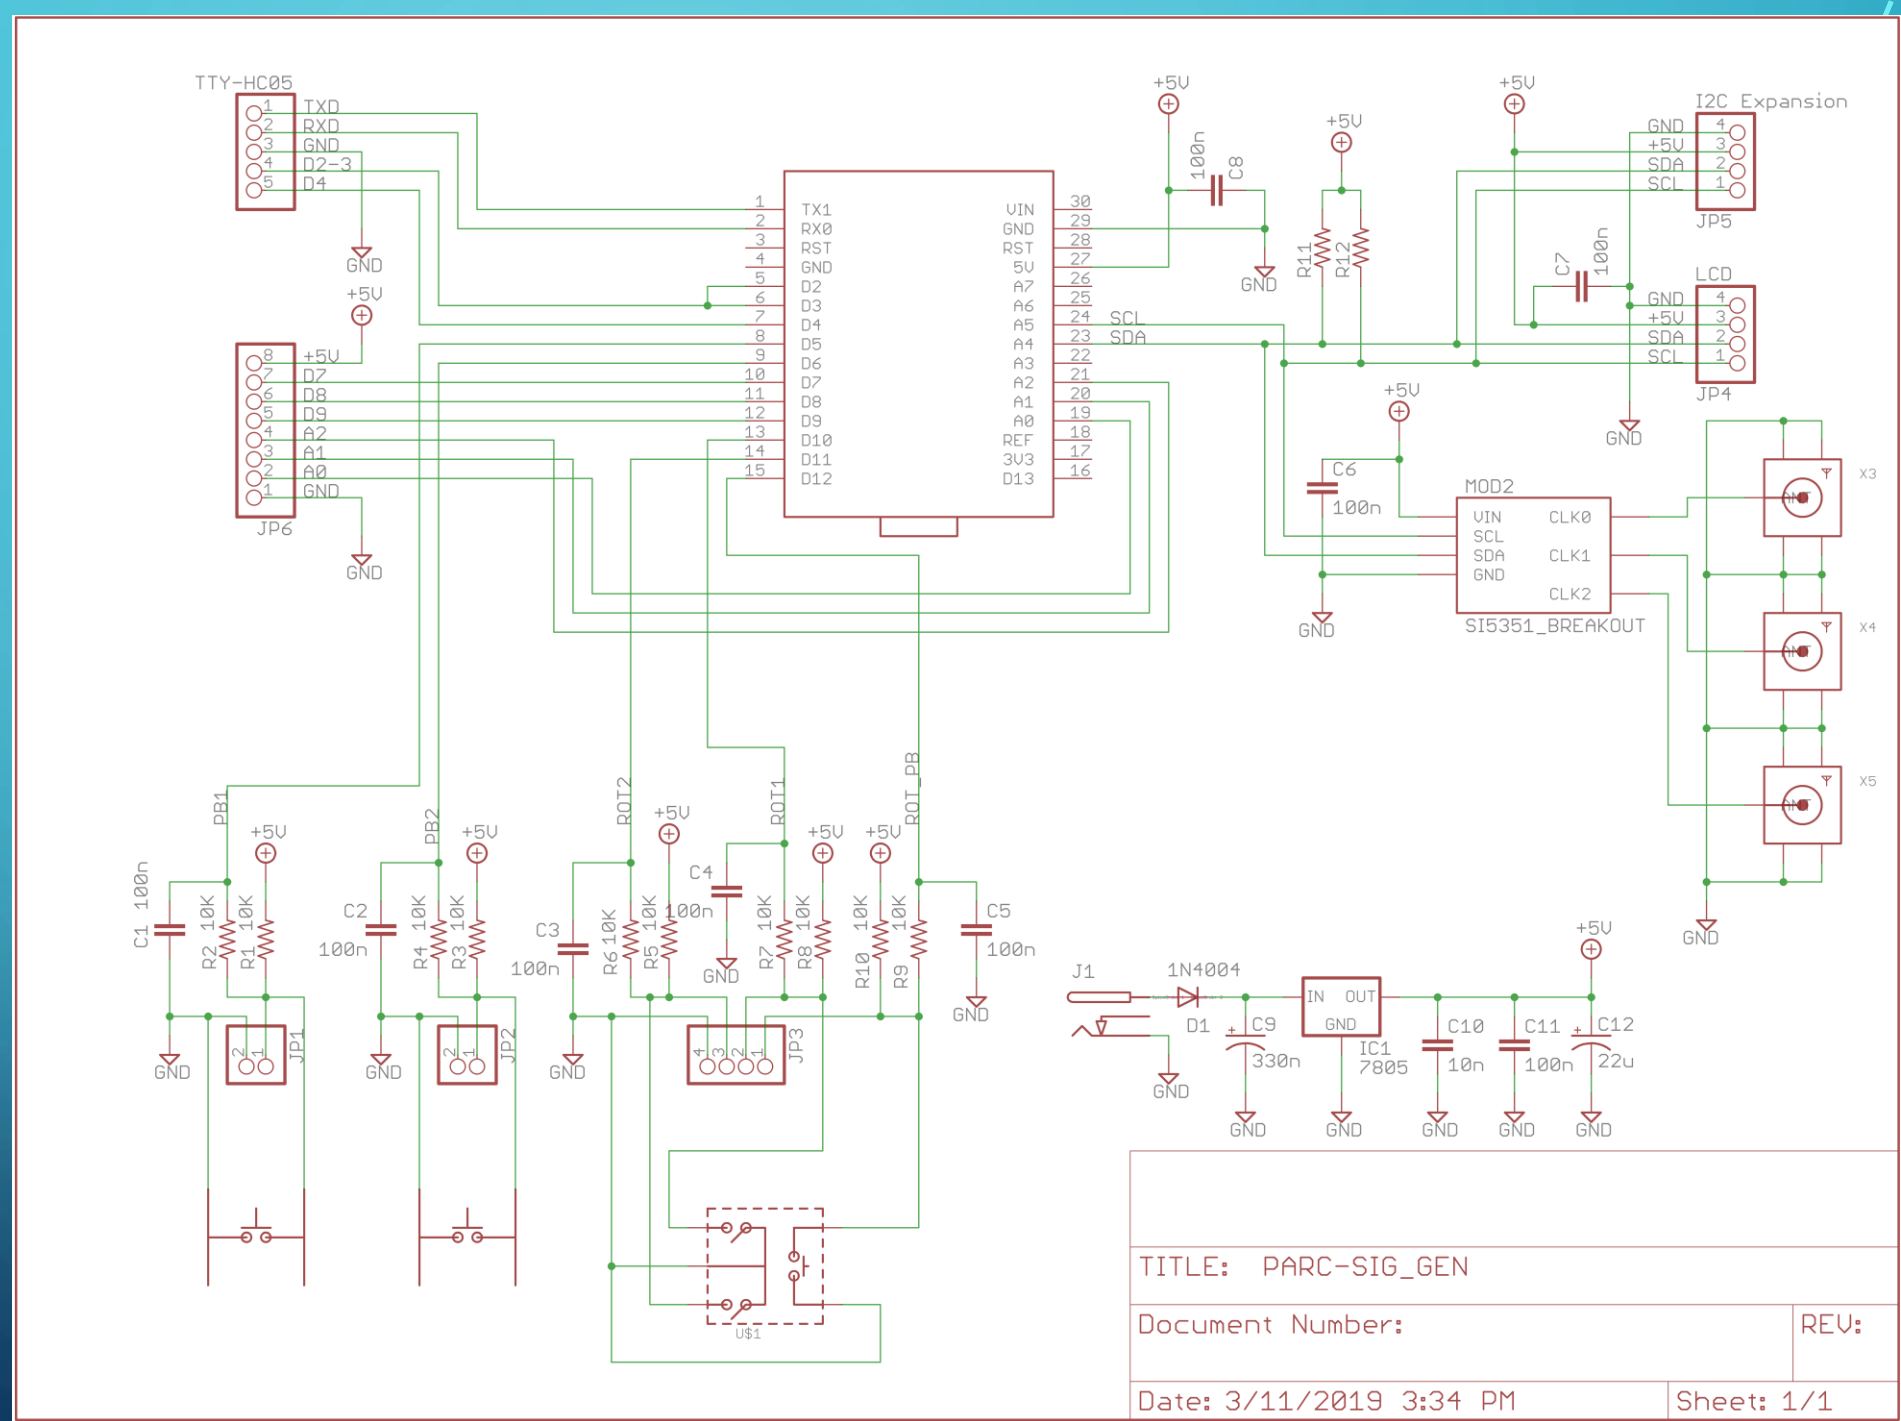 TTY-HC05
1 TXD
2 RXD
3 GND
4 D2-3
5 D4
GND
+5V
8 +5V
7 D7
6 D8
5 D9
4 A2
3 A1
2 A0
1 GND
JP6
GND
1 TX1
2 RX0
3 RST
4 GND
5 D2
6 D3
7 D4
8 D5
9 D6
10 D7
11 D8
12 D9
13 D10
14 D11
15 D12
VIN 30
GND 29
RST 28
5V 27
A7 26
A6 25
A5 24
A4 23
A3 22
A2 21
A1 20
A0 19
REF 18
3V3 17
D13 16
SCL
SDA
+5V
100n
C8
GND
+5V
R11
R12
+5V
I2C Expansion
GND 4
+5V 3
SDA 2
SCL 1
JP5
C7
100n
LCD
GND 4
+5V 3
SDA 2
SCL 1
JP4
GND
+5V
C6
100n
GND
MOD2
VIN
SCL
SDA
GND
CLK0
CLK1
CLK2
SI5351_BREAKOUT
ANT
X3
ANT
X4
ANT
X5
GND
PB1
+5V
C1 100n
R2 10K
R1 10K
GND
2 1
JP1
PB2
+5V
C2
100n
R4 10K
R3 10K
GND
2 1
JP2
ROT2
+5V
C3
100n
R6 10K
R5 10K
GND
C4
100n
GND
ROT1
+5V
R7 10K
R8 10K
+5V
ROT_PB
R10 10K
R9 10K
C5
100n
GND
4 3 2 1
JP3
U$1
J1
GND
1N4004
D1
C9
330n
GND
IN OUT
GND
IC1
7805
GND
C10
10n
GND
C11
100n
GND
+5V
C12
22u
GND
TITLE: PARC-SIG_GEN
Document Number:
REV:
Date: 3/11/2019 3:34 PM
Sheet: 1/1